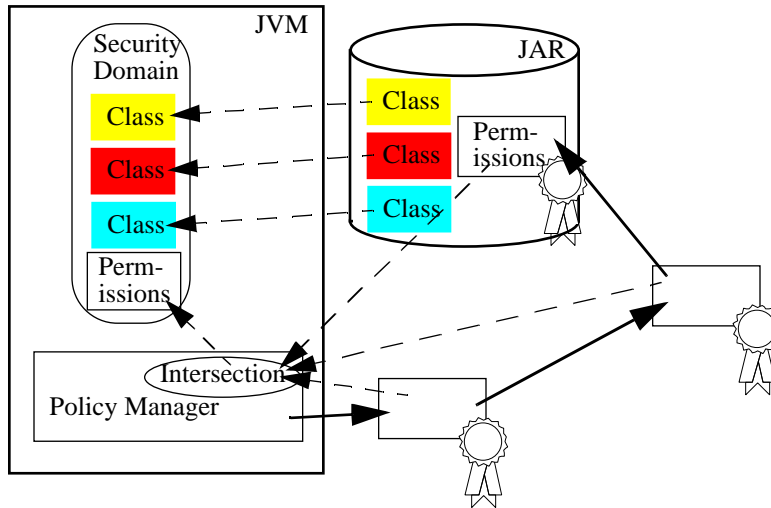 JVM
Security
Domain
Class
Class
Class
Perm-
issions
JAR
Class
Class
Class
Perm-
issions
Intersection
Policy Manager